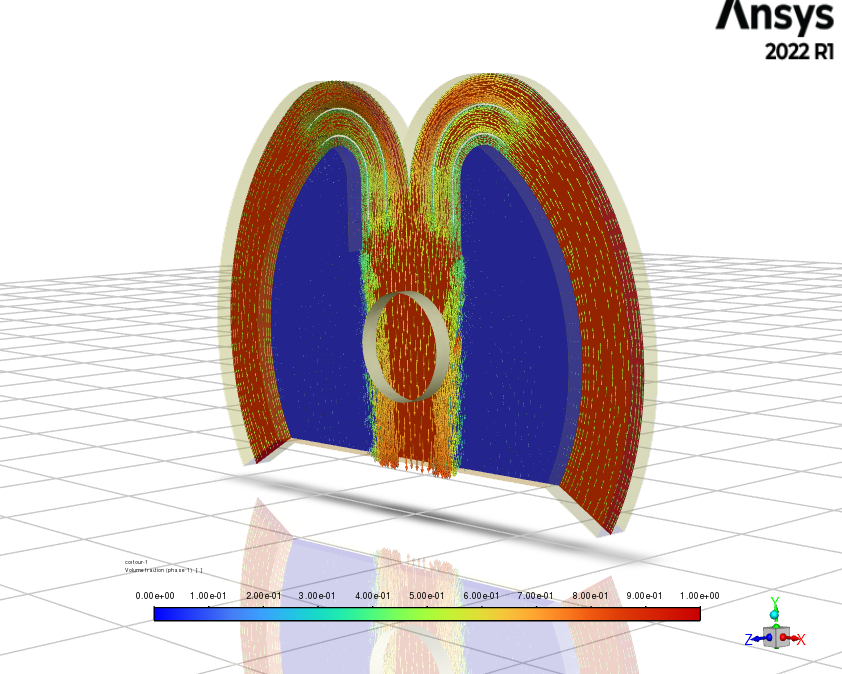 Ansys
2022 R1
contour-1
Volume fraction (phase-1) [ ]
0.00e+00 1.00e-01 2.00e-01 3.00e-01 4.00e-01 5.00e-01 6.00e-01 7.00e-01 8.00e-01 9.00e-01 1.00e+00
Y
Z X